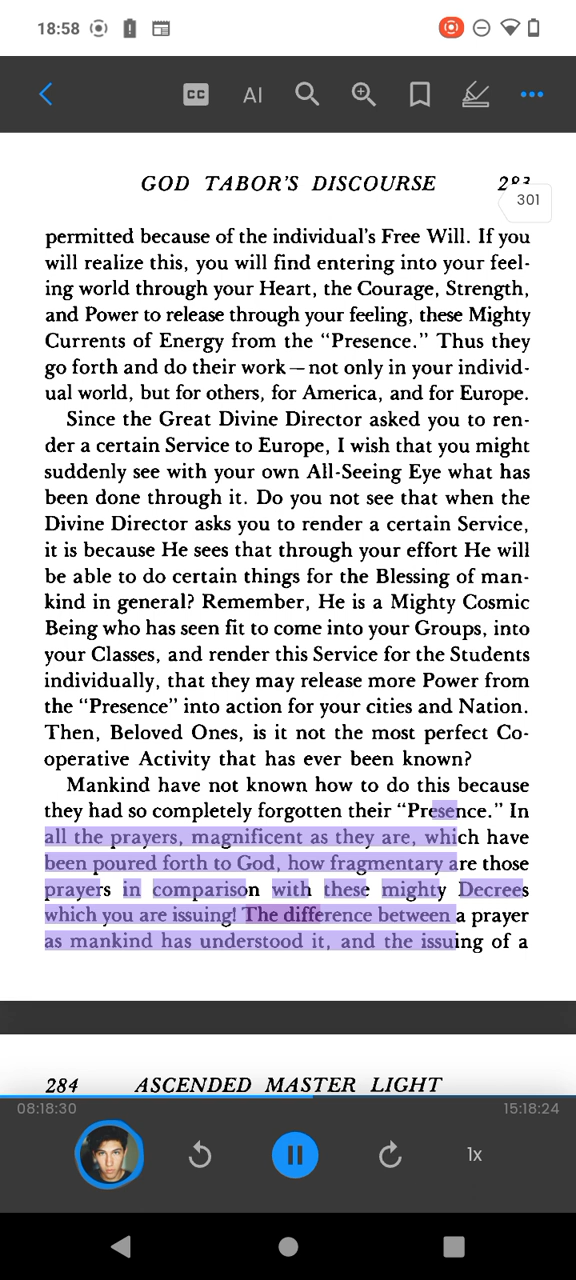 18:58
CC AI
GOD TABOR'S DISCOURSE 283
301
permitted because of the individual's Free Will. If you
will realize this, you will find entering into your feel-
ing world through your Heart, the Courage, Strength,
and Power to release through your feeling, these Mighty
Currents of Energy from the “Presence.” Thus they
go forth and do their work—not only in your individ-
ual world, but for others, for America, and for Europe.
Since the Great Divine Director asked you to ren-
der a certain Service to Europe, I wish that you might
suddenly see with your own All-Seeing Eye what has
been done through it. Do you not see that when the
Divine Director asks you to render a certain Service,
it is because He sees that through your effort He will
be able to do certain things for the Blessing of man-
kind in general? Remember, He is a Mighty Cosmic
Being who has seen fit to come into your Groups, into
your Classes, and render this Service for the Students
individually, that they may release more Power from
the “Presence” into action for your cities and Nation.
Then, Beloved Ones, is it not the most perfect Co-
operative Activity that has ever been known?
Mankind have not known how to do this because
they had so completely forgotten their “Presence.” In
all the prayers, magnificent as they are, which have
been poured forth to God, how fragmentary are those
prayers in comparison with these mighty Decrees
which you are issuing! The difference between a prayer
as mankind has understood it, and the issuing of a
284 ASCENDED MASTER LIGHT
08:18:30 15:18:24
1x